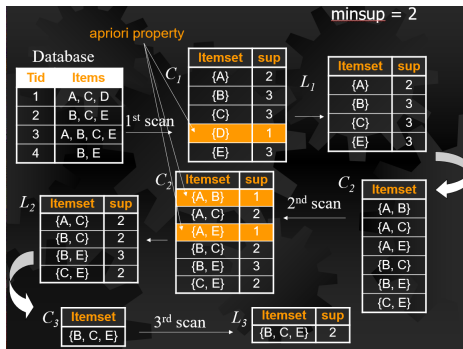 minsup = 2
apriori property
Database
Tid Items
1 A, C, D
2 B, C, E
3 A, B, C, E
4 B, E
1st scan
C1
Itemset sup
{A} 2
{B} 3
{C} 3
{D} 1
{E} 3
L1
Itemset sup
{A} 2
{B} 3
{C} 3
{E} 3
C2
Itemset
{A, B}
{A, C}
{A, E}
{B, C}
{B, E}
{C, E}
2nd scan
C2
Itemset sup
{A, B} 1
{A, C} 2
{A, E} 1
{B, C} 2
{B, E} 3
{C, E} 2
L2
Itemset sup
{A, C} 2
{B, C} 2
{B, E} 3
{C, E} 2
C3
Itemset
{B, C, E}
3rd scan
L3
Itemset sup
{B, C, E} 2